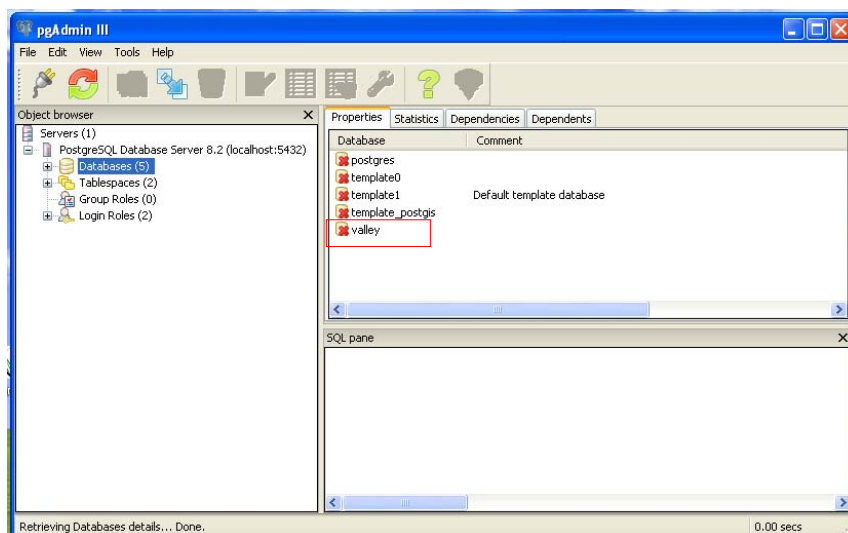 pgAdmin III
File Edit View Tools Help
Object browser
Servers (1)
PostgreSQL Database Server 8.2 (localhost:5432)
Databases (5)
Tablespaces (2)
Group Roles (0)
Login Roles (2)
Properties Statistics Dependencies Dependents
Database Comment
postgres
template0
template1 Default template database
template_postgis
valley
SQL pane
Retrieving Databases details... Done. 0.00 secs